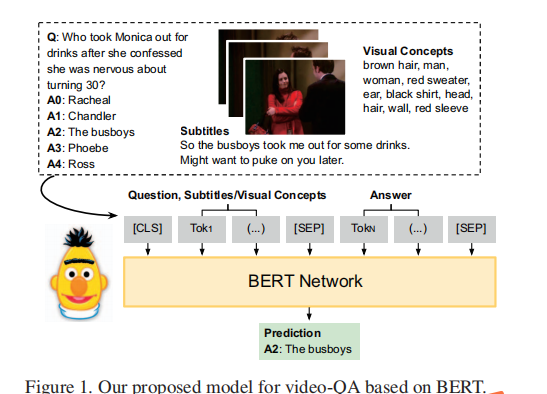 Q: Who took Monica out for
drinks after she confessed
she was nervous about
turning 30?
A0: Racheal
A1: Chandler
A2: The busboys
A3: Phoebe
A4: Ross
Visual Concepts
brown hair, man,
woman, red sweater,
ear, black shirt, head,
hair, wall, red sleeve
Subtitles
So the busboys took me out for some drinks.
Might want to puke on you later.
Question, Subtitles/Visual Concepts
Answer
[CLS] Tok1 (...) [SEP] TokN (...) [SEP]
BERT Network
Prediction
A2: The busboys
Figure 1. Our proposed model for video-QA based on BERT.